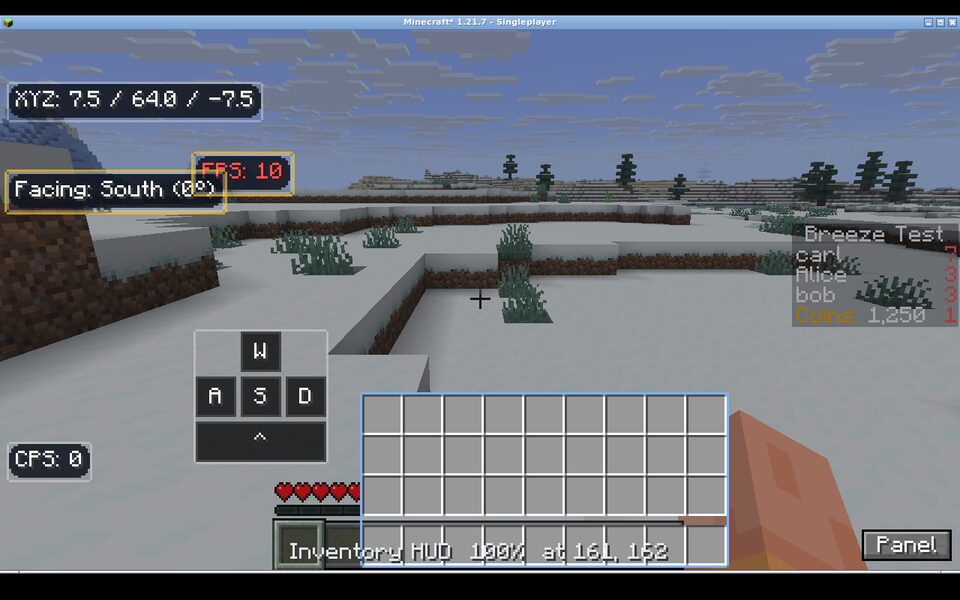 Minecraft* 1.21.7 - Singleplayer
XYZ: 7.5 / 64.0 / -7.5
FPS: 10
Facing: South (0°)
Breeze Test
carl 7
Alice 3
bob 3
Coins: 1,250 1
W
A S D
^
CPS: 0
Inventory HUD 100% at 161, 162
Panel